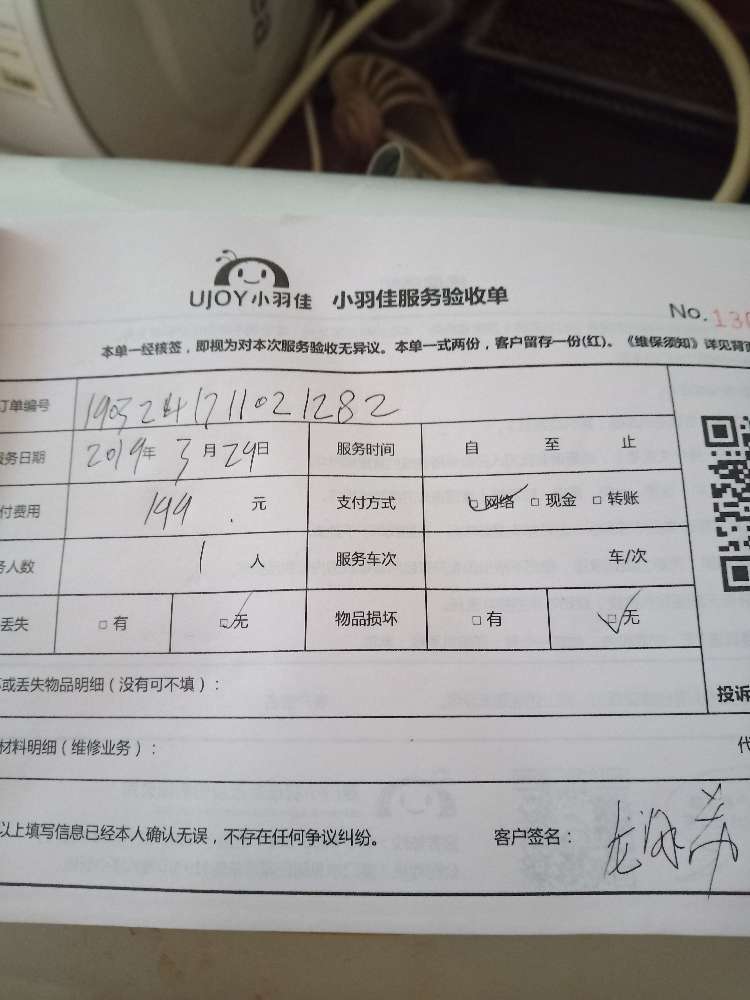 UJOY小羽佳 小羽佳服务验收单
No.130
本单一经核签，即视为对本次服务验收无异议。本单一式两份，客户留存一份(红)。《维保须知》详见背
订单编号 190324171102 1282
服务日期 2019年3月24日 服务时间 自 至 止
付费用 199.元 支付方式 □网络 □现金 □转账
务人数 1人 服务车次 车/次
丢失 □有 □无 物品损坏 □有 □无
或丢失物品明细（没有可不填）： 投诉
材料明细（维修业务）：
以上填写信息已经本人确认无误，不存在任何争议纠纷。 客户签名：